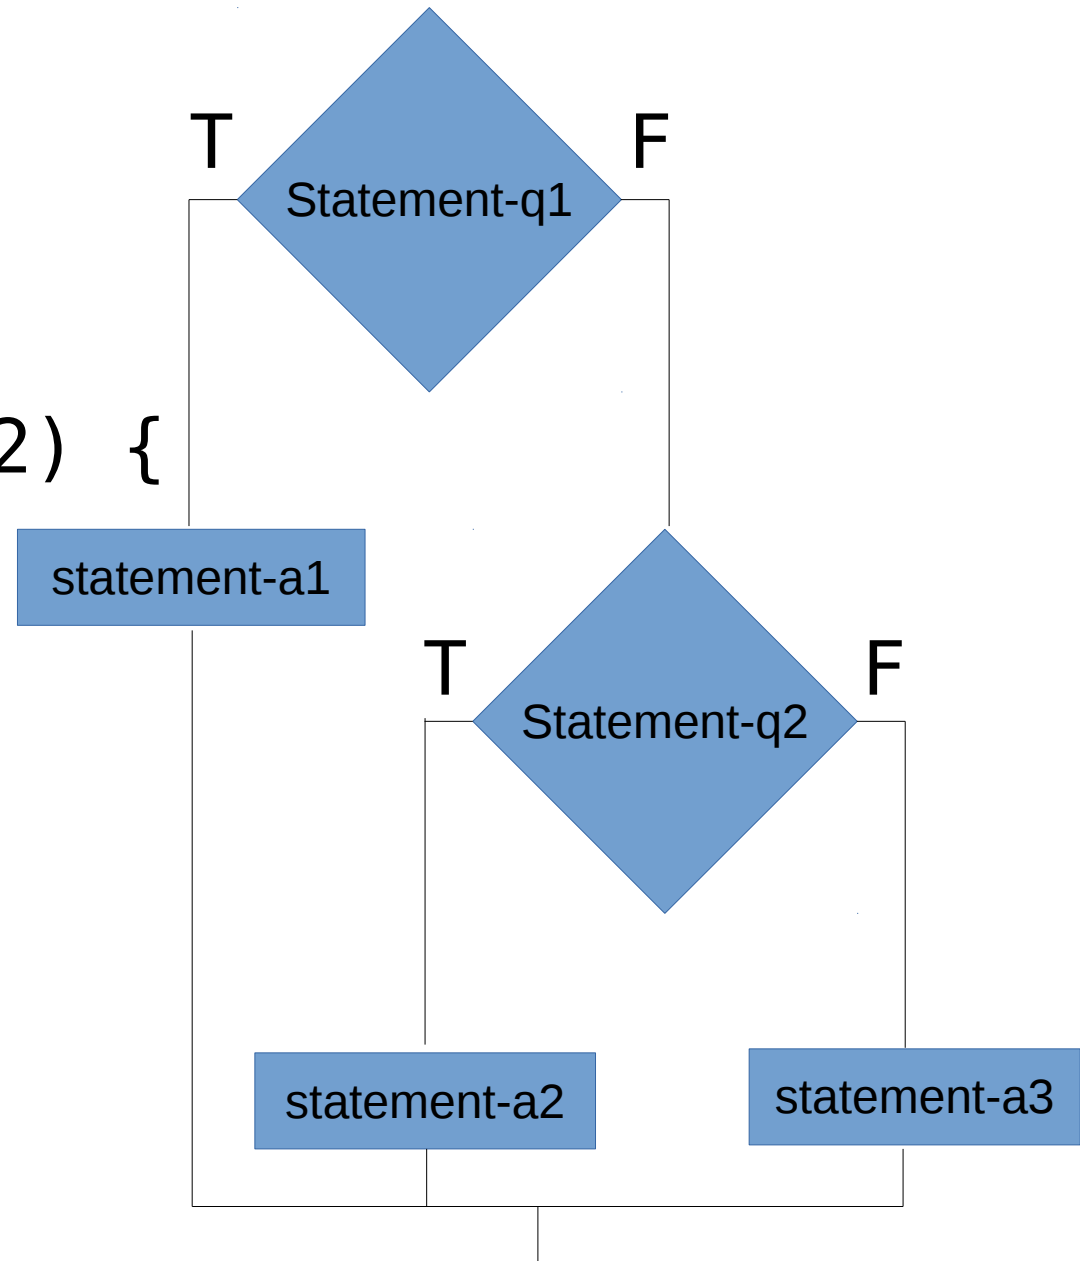 T F
Statement-q1
2) {
statement-a1
T F
Statement-q2
statement-a2
statement-a3